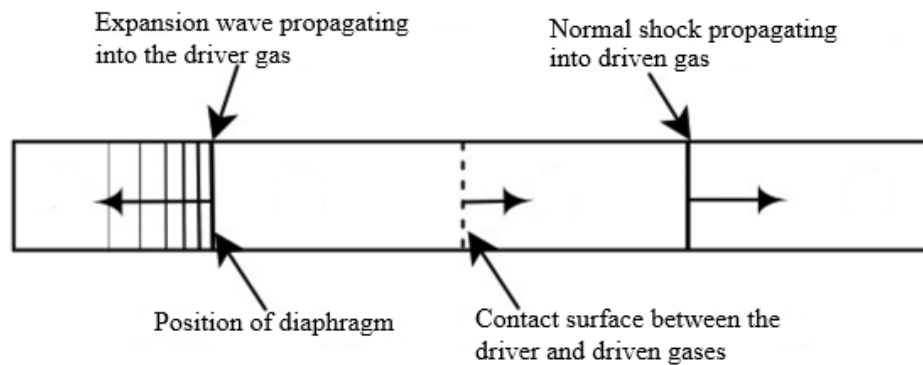 Expansion wave propagating
into the driver gas
Normal shock propagating
into driven gas
Position of diaphragm
Contact surface between the
driver and driven gases